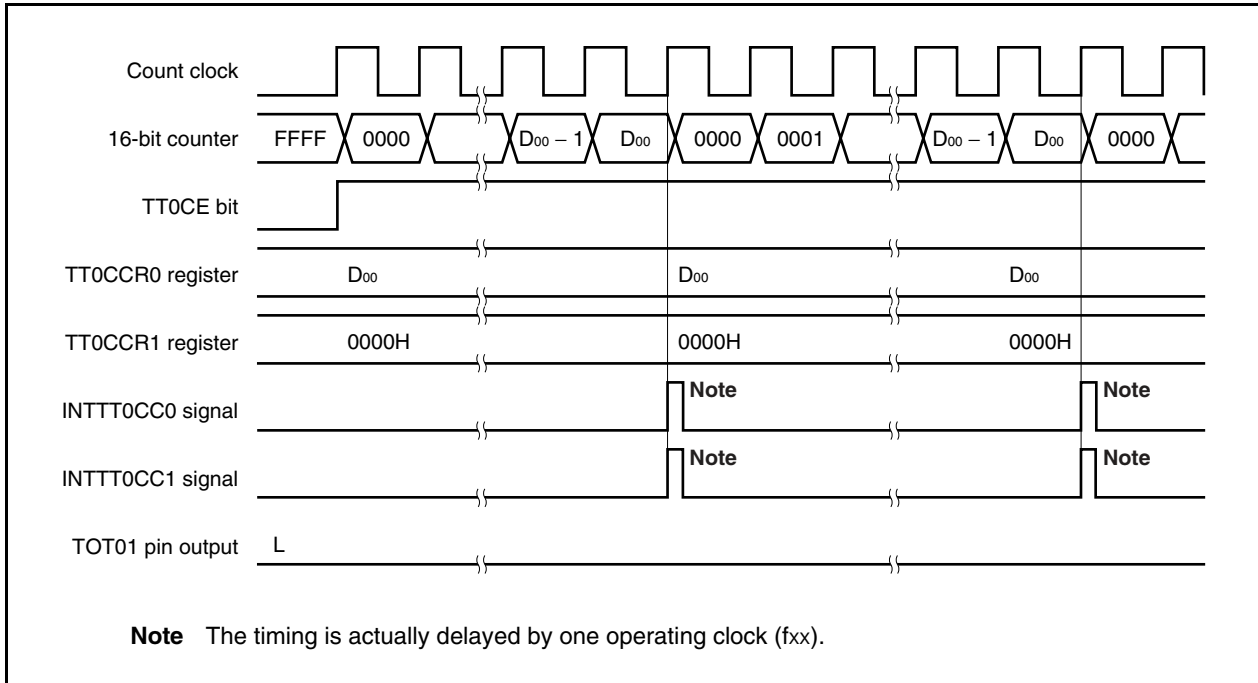 Count clock
16-bit counter FFFF 0000 D00 − 1 D00 0000 0001 D00 − 1 D00 0000
TT0CE bit
TT0CCR0 register D00 D00 D00
TT0CCR1 register 0000H 0000H 0000H
INTTT0CC0 signal Note Note
INTTT0CC1 signal Note Note
TOT01 pin output L
Note The timing is actually delayed by one operating clock (fxx).